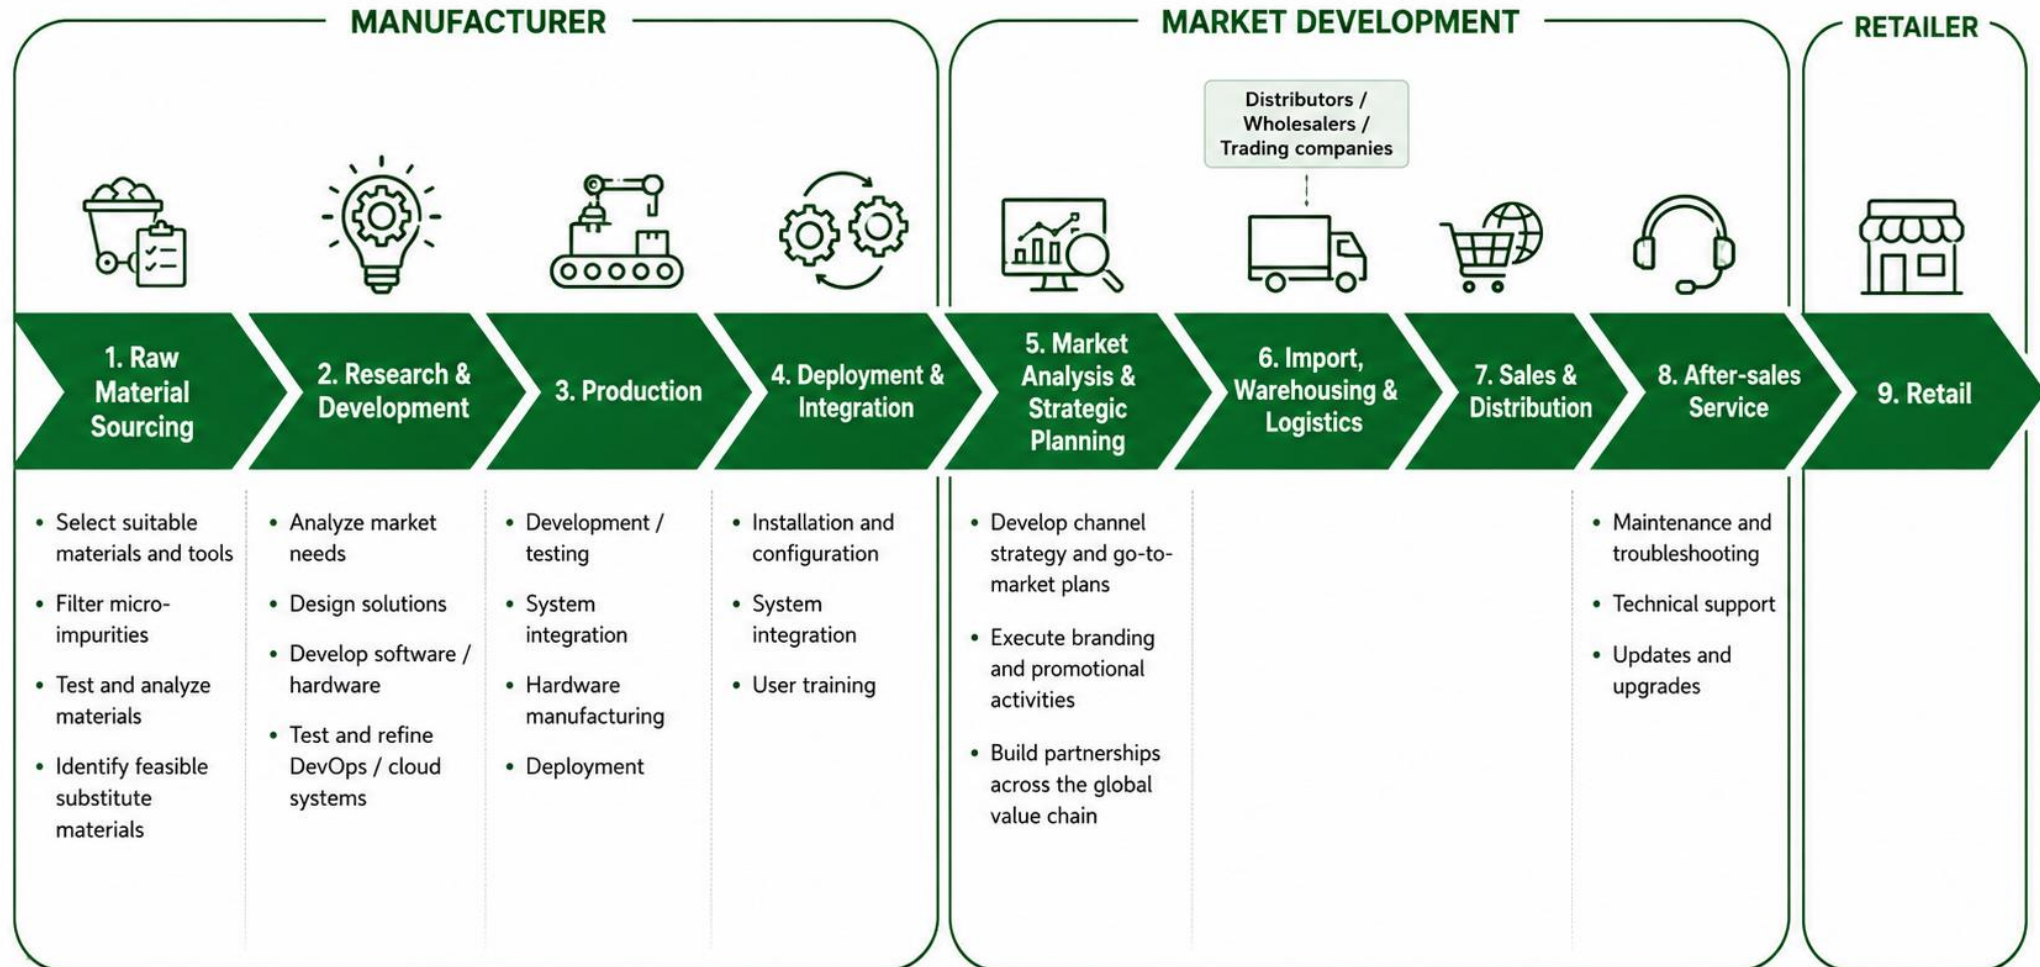 MANUFACTURER
MARKET DEVELOPMENT
RETAILER
Distributors /
Wholesalers /
Trading companies
1. Raw
Material
Sourcing
2. Research &
Development
3. Production
4. Deployment &
Integration
5. Market
Analysis &
Strategic
Planning
6. Import,
Warehousing &
Logistics
7. Sales &
Distribution
8. After-sales
Service
9. Retail
• Select suitable
materials and tools
• Filter micro-
impurities
• Test and analyze
materials
• Identify feasible
substitute
materials
• Analyze market
needs
• Design solutions
• Develop software /
hardware
• Test and refine
DevOps / cloud
systems
• Development /
testing
• System
integration
• Hardware
manufacturing
• Deployment
• Installation and
configuration
• System
integration
• User training
• Develop channel
strategy and go-to-
market plans
• Execute branding
and promotional
activities
• Build partnerships
across the global
value chain
• Maintenance and
troubleshooting
• Technical support
• Updates and
upgrades